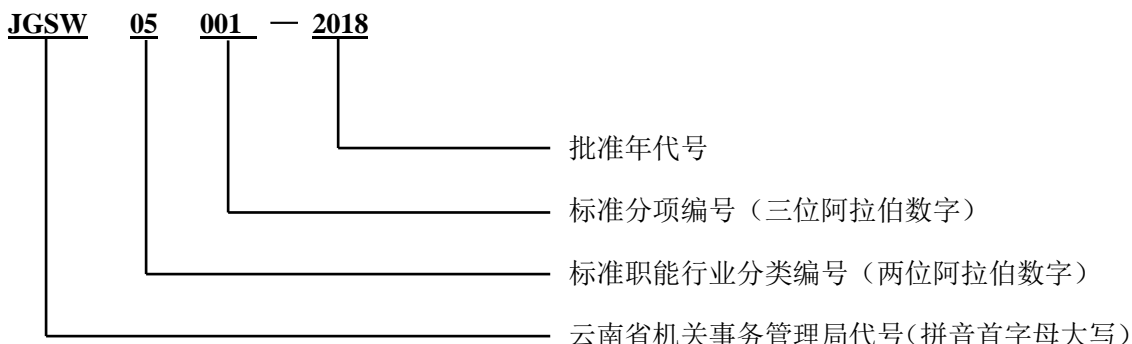 JGSW 05 001 — 2018
批准年代号
标准分项编号（三位阿拉伯数字）
标准职能行业分类编号（两位阿拉伯数字）
云南省机关事务管理局代号(拼音首字母大写)